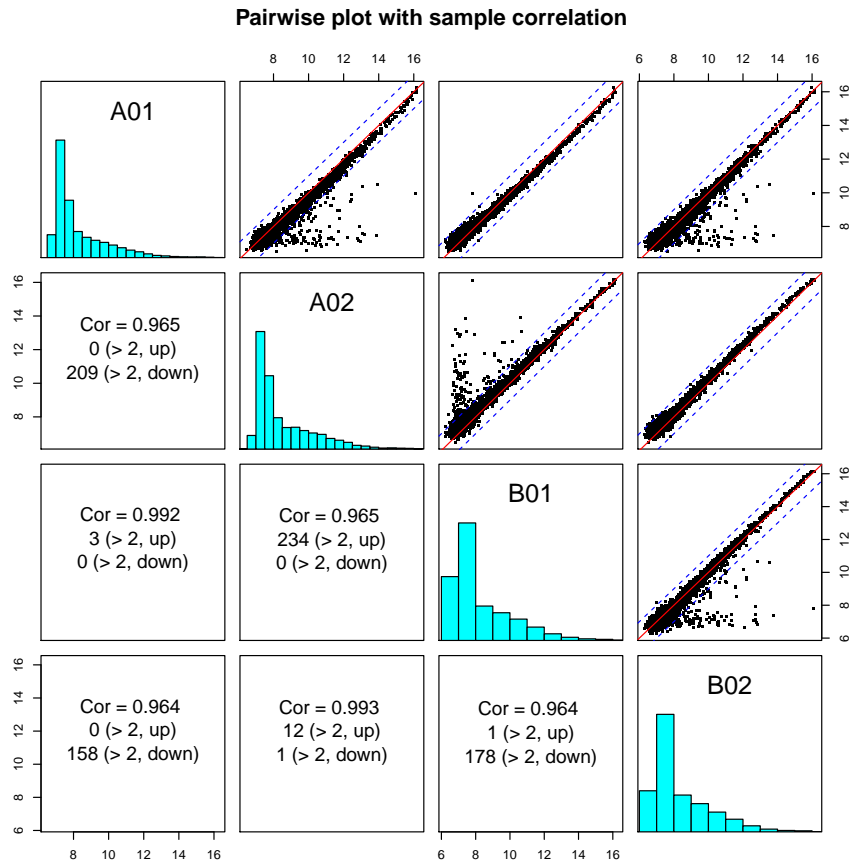 Pairwise plot with sample correlation
8 10 12 14 16
6 8 10 12 14 16
A01
8 10 12 14 16
8 10 12 14 16
Cor = 0.965
0 (> 2, up)
209 (> 2, down)
A02
Cor = 0.992
3 (> 2, up)
0 (> 2, down)
Cor = 0.965
234 (> 2, up)
0 (> 2, down)
B01
6 8 10 12 14 16
6 8 10 12 14 16
Cor = 0.964
0 (> 2, up)
158 (> 2, down)
Cor = 0.993
12 (> 2, up)
1 (> 2, down)
Cor = 0.964
1 (> 2, up)
178 (> 2, down)
B02
8 10 12 14 16
6 8 10 12 14 16